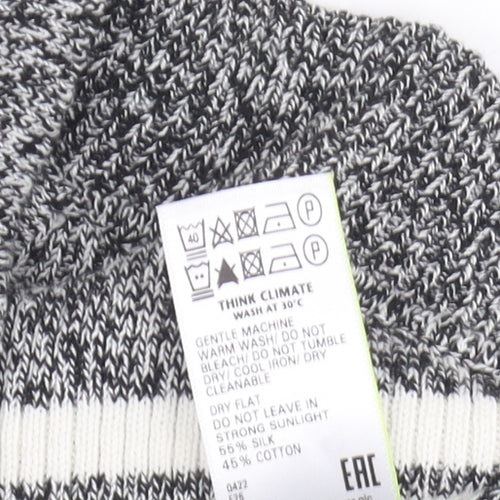 40 P
P
THINK CLIMATE
WASH AT 30°C
GENTLE MACHINE
WARM WASH/ DO NOT
BLEACH/ DO NOT TUMBLE
DRY/ COOL IRON/ DRY
CLEANABLE
DRY FLAT
DO NOT LEAVE IN
STRONG SUNLIGHT
55% SILK
45% COTTON
0422
EAC